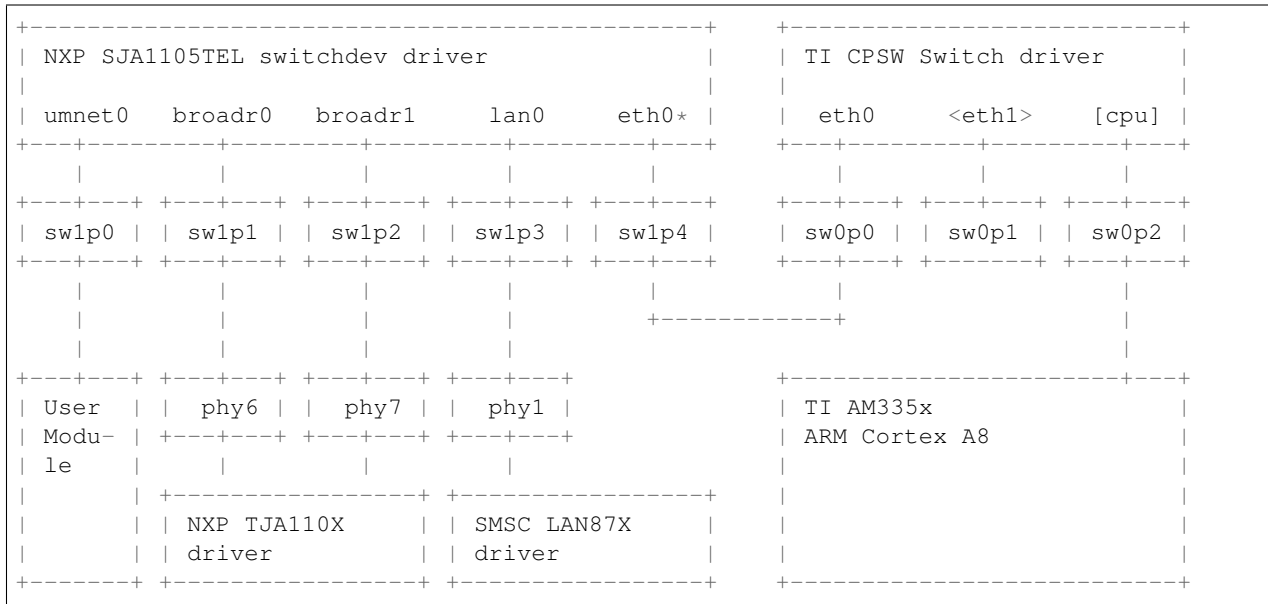 +-----------------------------------------------+    +---------------------------+
| NXP SJA1105TEL switchdev driver               |    | TI CPSW Switch driver     |
|                                               |    |                           |
| umnet0   broadr0   broadr1     lan0     eth0* |    |  eth0     <eth1>    [cpu] |
+---+---------+---------+---------+---------+---+    +---+---------+---------+---+
    |         |         |         |         |            |         |         |
+---+---+ +---+---+ +---+---+ +---+---+ +---+---+    +---+---+ +---+---+ +---+---+
| sw1p0 | | sw1p1 | | sw1p2 | | sw1p3 | | sw1p4 |    | sw0p0 | | sw0p1 | | sw0p2 |
+---+---+ +---+---+ +---+---+ +---+---+ +---+---+    +---+---+ +-------+ +---+---+
    |         |         |         |         |            |                   |
    |         |         |         |         +------------+                   |
    |         |         |         |                                          |
+---+---+ +---+---+ +---+---+ +---+---+              +-----------------------+---+
| User  | |  phy6 | |  phy7 | |  phy1 |              | TI AM335x                 |
| Modu- | +---+---+ +---+---+ +---+---+              | ARM Cortex A8             |
| le    |     |         |         |                  |                           |
|       | +-----------------+ +-----------------+    |                           |
|       | | NXP TJA110X     | | SMSC LAN87X     |    |                           |
|       | | driver          | | driver          |    |                           |
+-------+ +-----------------+ +-----------------+    +---------------------------+